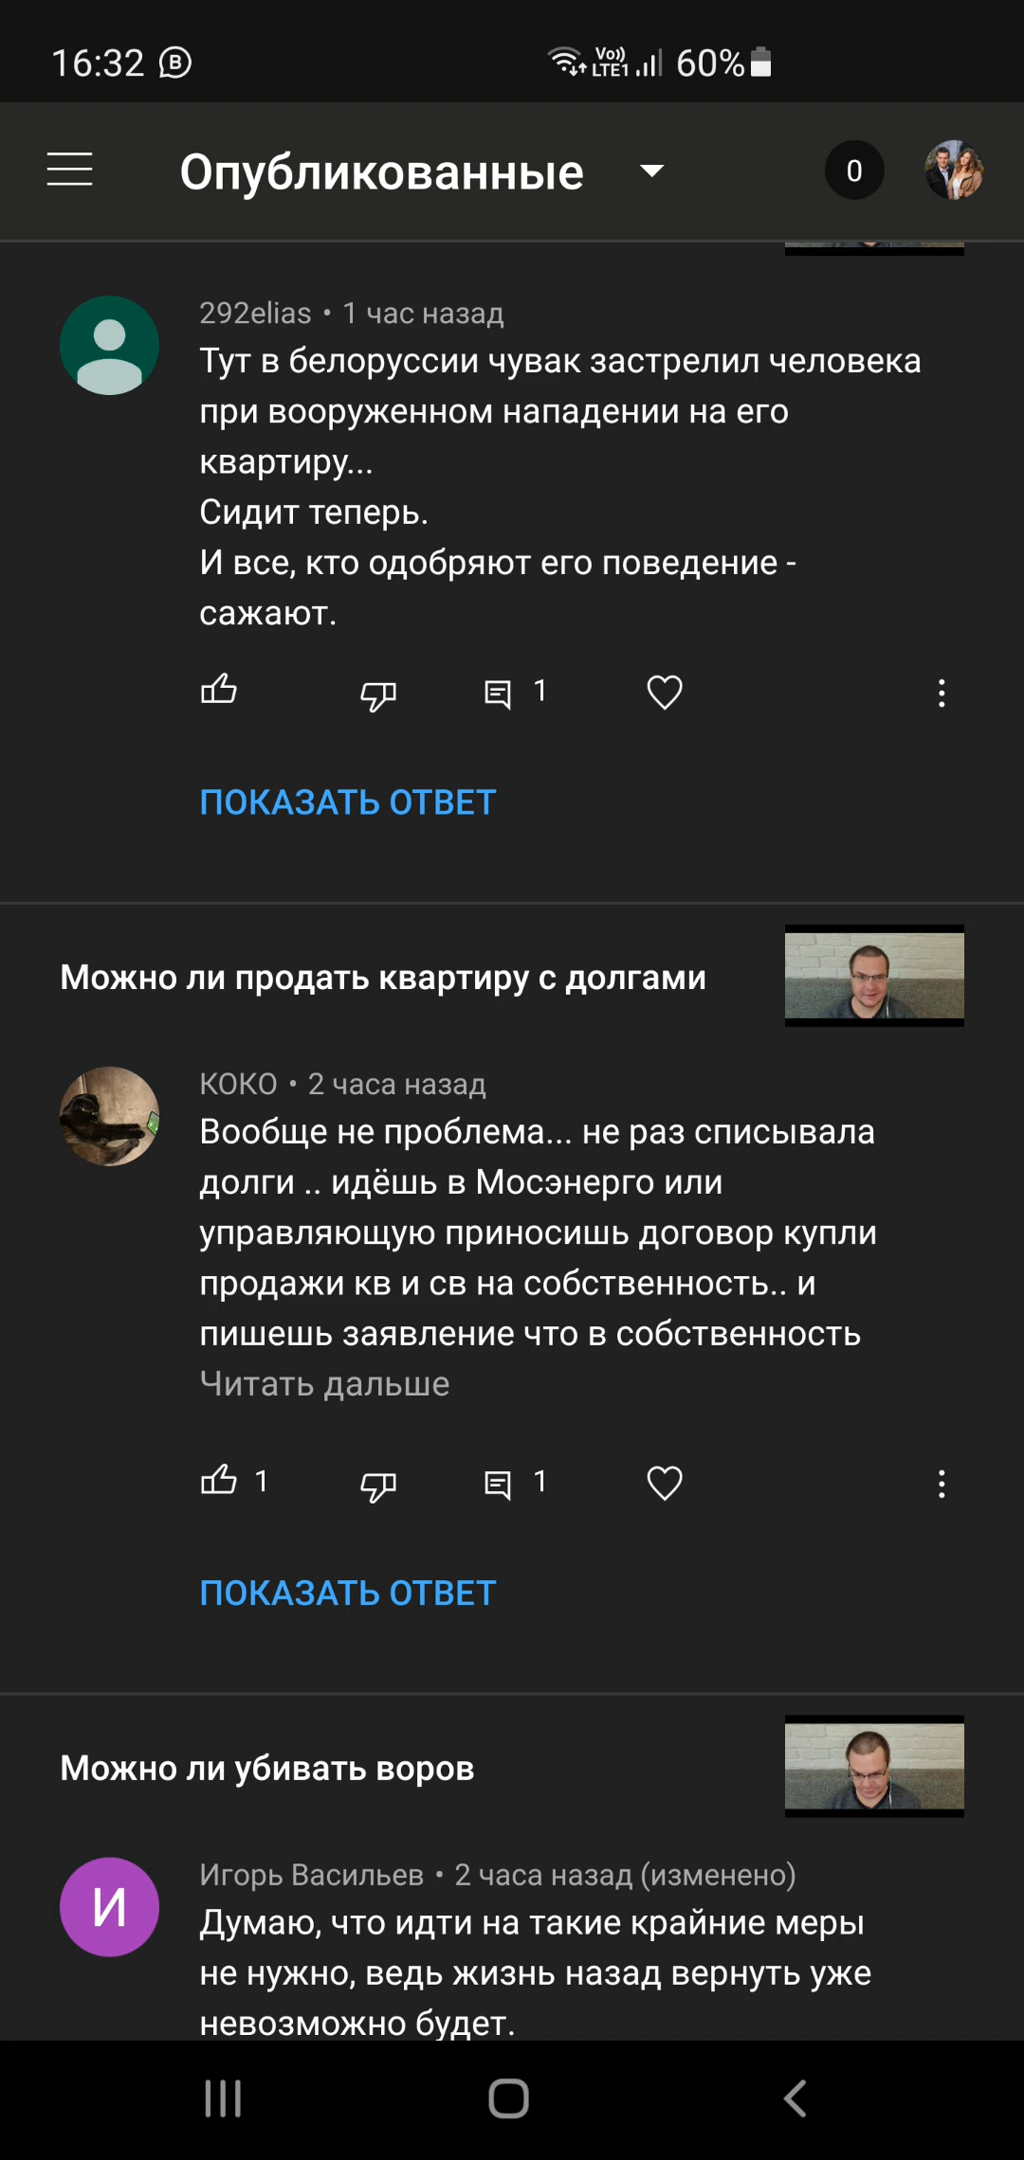 16:32 B Vo)) LTE1 60%
Опубликованные 0
292elias • 1 час назад
Тут в белоруссии чувак застрелил человека
при вооруженном нападении на его
квартиру...
Сидит теперь.
И все, кто одобряют его поведение -
сажают.
1
ПОКАЗАТЬ ОТВЕТ
Можно ли продать квартиру с долгами
КОКО • 2 часа назад
Вообще не проблема... не раз списывала
долги .. идёшь в Мосэнерго или
управляющую приносишь договор купли
продажи кв и св на собственность.. и
пишешь заявление что в собственность
Читать дальше
1 1
ПОКАЗАТЬ ОТВЕТ
Можно ли убивать воров
И
Игорь Васильев • 2 часа назад (изменено)
Думаю, что идти на такие крайние меры
не нужно, ведь жизнь назад вернуть уже
невозможно будет.